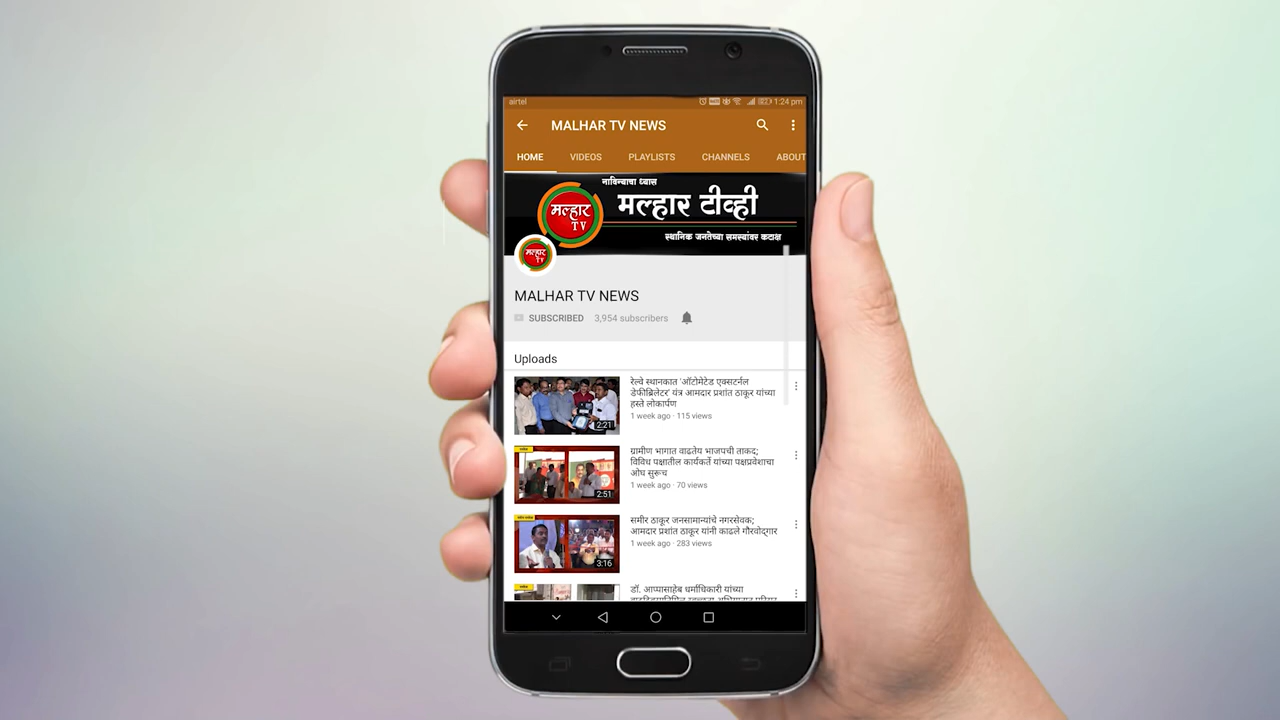 airtel 1:24 pm
MALHAR TV NEWS
HOME VIDEOS PLAYLISTS CHANNELS ABOUT
नाविन्याचा ध्यास
मल्हार टीव्ही
मल्हार
TV
स्थानिक जनतेच्या समस्यांवर कटाक्ष
मल्हार
TV
MALHAR TV NEWS
SUBSCRIBED 3,954 subscribers
Uploads
रेल्वे स्थानकात 'ऑटोमेटेड एक्सटर्नल
डेफीब्रिलेटर' यंत्र आमदार प्रशांत ठाकूर यांच्या
हस्ते लोकार्पण
1 week ago · 115 views
2:21
ग्रामीण भागात वाढतेय भाजपची ताकद;
विविध पक्षातील कार्यकर्ते यांच्या पक्षप्रवेशाचा
ओघ सुरूच
1 week ago · 70 views
2:51
समीर ठाकूर जनसामान्यांचे नगरसेवक;
आमदार प्रशांत ठाकूर यांनी काढले गौरवोद्गार
1 week ago · 283 views
3:16
डॉ. आप्पासाहेब धर्माधिकारी यांच्या